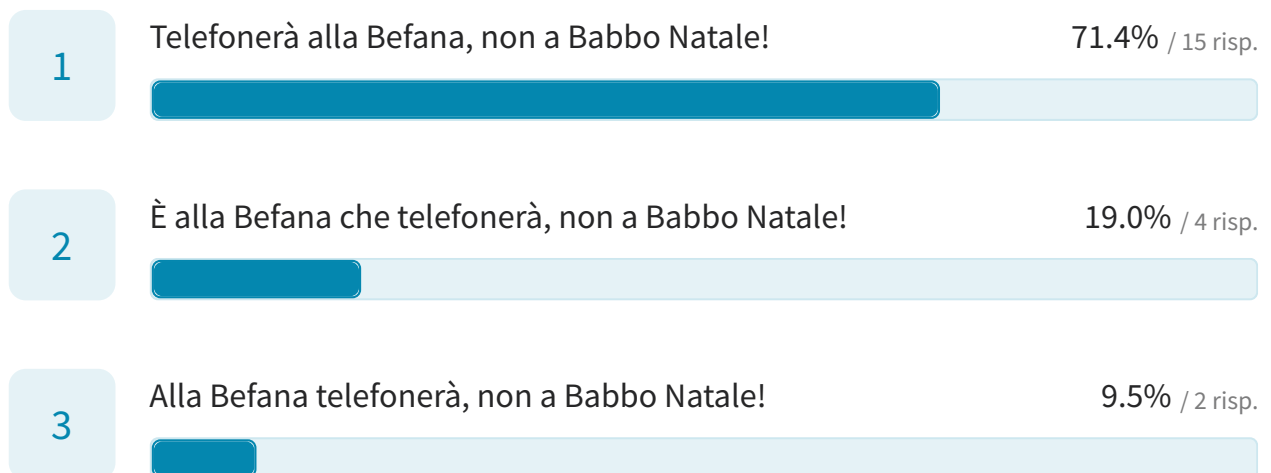 1
Telefonerà alla Befana, non a Babbo Natale!
71.4% / 15 risp.
2
È alla Befana che telefonerà, non a Babbo Natale!
19.0% / 4 risp.
3
Alla Befana telefonerà, non a Babbo Natale!
9.5% / 2 risp.